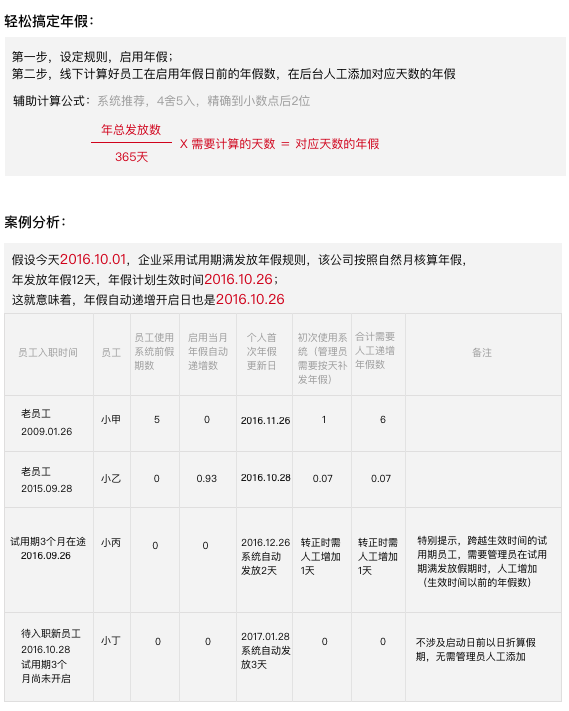 轻松搞定年假：
第一步，设定规则，启用年假；
第二步，线下计算好员工在启用年假日前的年假数，在后台人工添加对应天数的年假
辅助计算公式：系统推荐，4舍5入，精确到小数点后2位
年总发放数
365天
X 需要计算的天数 ＝ 对应天数的年假
案例分析：
假设今天2016.10.01，企业采用试用期满发放年假规则，该公司按照自然月核算年假，
年发放年假12天，年假计划生效时间2016.10.26；
这就意味着，年假自动递增开启日也是2016.10.26
员工入职时间
员工
员工使用
系统前假
期数
启用当月
年假自动
递增数
个人首
次年假
更新日
初次使用系
统（管理员
需要按天补
发年假）
合计需要
人工递增
年假数
备注
老员工
2009.01.26
小甲
5
0
2016.11.26
1
6
老员工
2015.09.28
小乙
0
0.93
2016.10.28
0.07
0.07
试用期3个月在途
2016.09.26
小丙
0
0
2016.12.26
系统自动
发放2天
转正时需
人工增加
1天
转正时需
人工增加
1天
特别提示，跨越生效时间的试
用期员工，需要管理员在试用
期满发放假期时，人工增加
（生效时间以前的年假数）
待入职新员工
2016.10.28
试用期3个
月尚未开启
小丁
0
0
2017.01.28
系统自动发
放3天
0
0
不涉及启动日前以日折算假
期，无需管理员人工添加